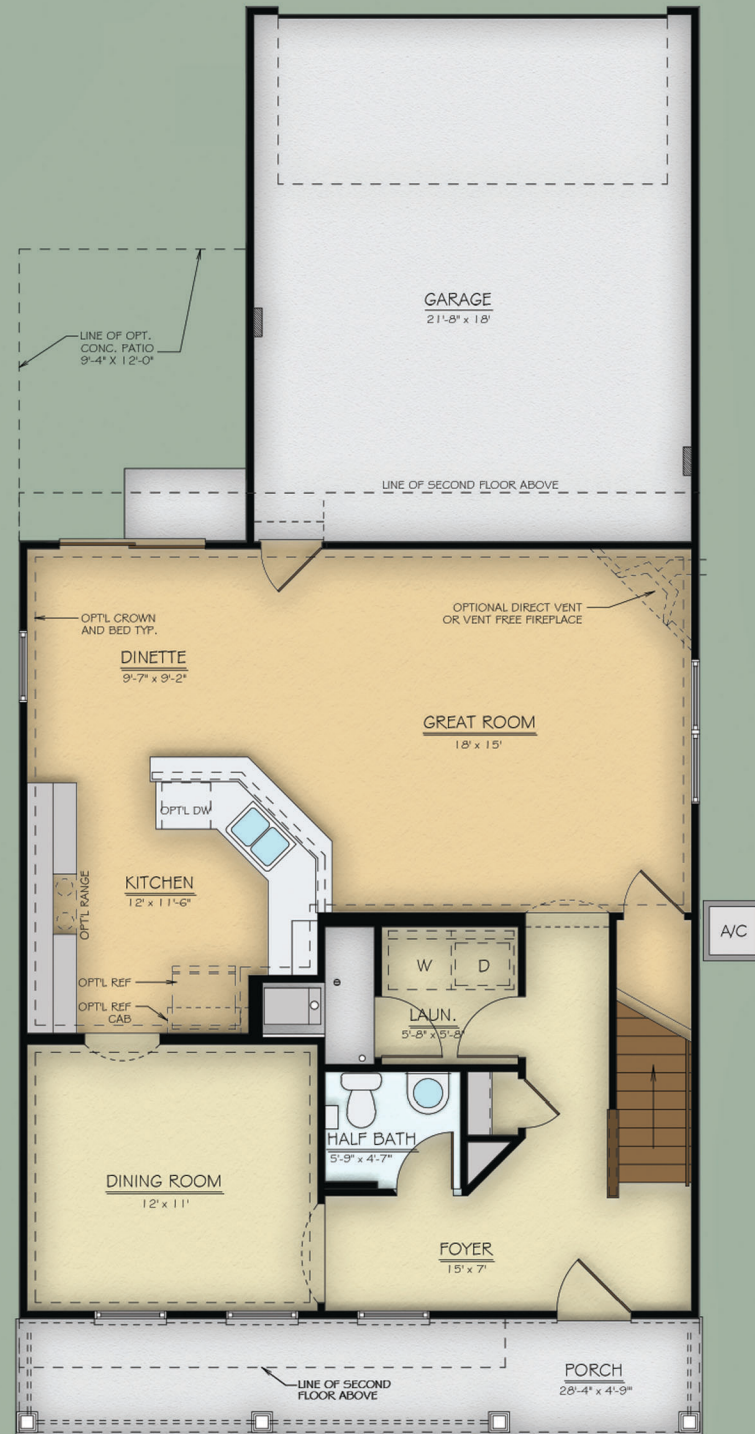 GARAGE
21'-8" x 18'
LINE OF OPT.
CONC. PATIO
9'-4" X 12'-0"
LINE OF SECOND FLOOR ABOVE
OPTIONAL DIRECT VENT
OR VENT FREE FIREPLACE
OPT'L CROWN
AND BED TYP.
DINETTE
9'-7" x 9'-2"
GREAT ROOM
18' x 15'
OPT'L DW
KITCHEN
12' x 11'-6"
OPT'L RANGE
A/C
W
D
OPT'L REF
OPT'L REF
CAB
LAUN.
5'-8" x 5'-8"
HALF BATH
5'-9" x 4'-7"
DINING ROOM
12' x 11'
FOYER
15' x 7'
PORCH
28'-4" x 4'-9"
LINE OF SECOND
FLOOR ABOVE